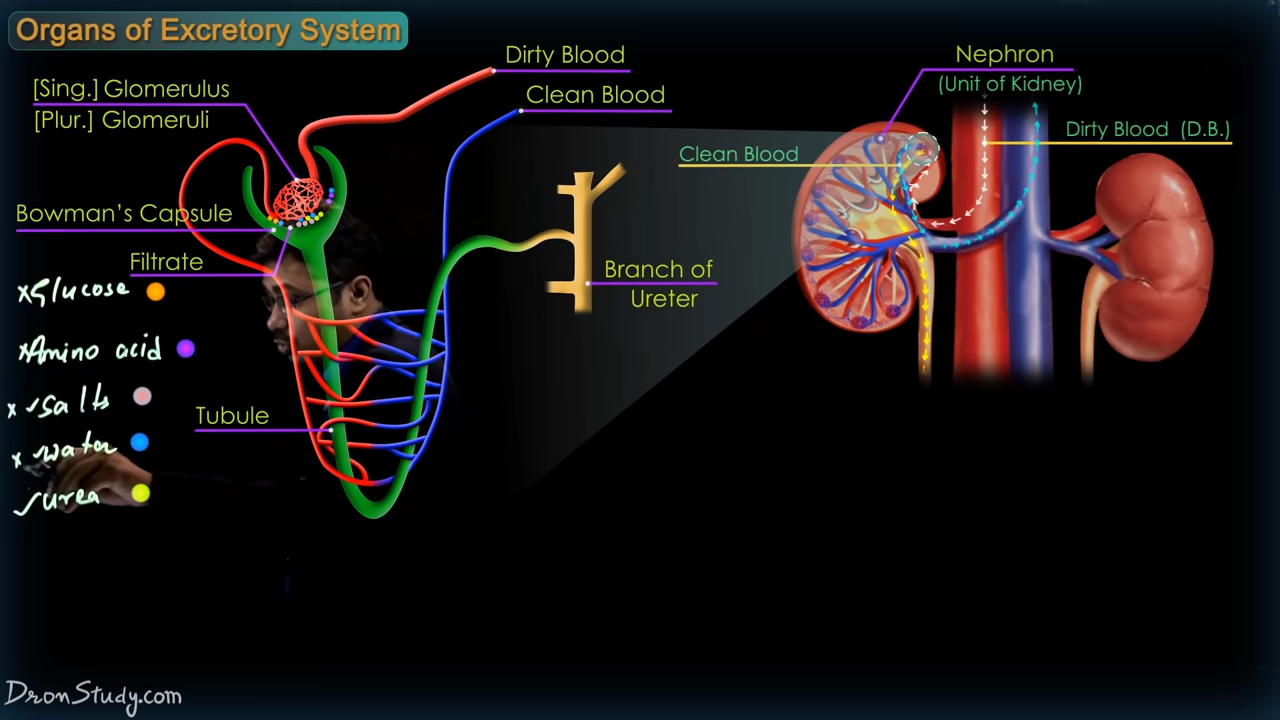 Organs of Excretory System
[Sing.] Glomerulus
[Plur.] Glomeruli
Bowman's Capsule
Filtrate
xGlucose
xAmino acid
x ✓salts
x water
✓urea
Tubule
Dirty Blood
Clean Blood
Branch of
Ureter
Nephron
(Unit of Kidney)
Dirty Blood (D.B.)
Clean Blood
DronStudy.com